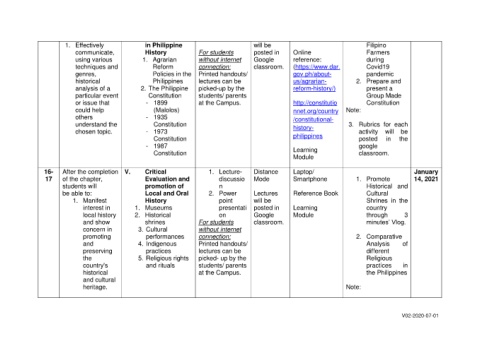 1. Effectively
communicate,
using various
techniques and
genres,
historical
analysis of a
particular event
or issue that
could help
others
understand the
chosen topic.
in Philippine
History
1. Agrarian
Reform
Policies in the
Philippines
2. The Philippine
Constitution
- 1899
(Malolos)
- 1935
Constitution
- 1973
Constitution
- 1987
Constitution
For students
without internet
connection:
Printed handouts/
lectures can be
picked-up by the
students/ parents
at the Campus.
will be
posted in
Google
classroom.
Online
reference:
(https://www.dar.
gov.ph/about-
us/agrarian-
reform-history/)
http://constitutio
nnet.org/country
/constitutional-
history-
philippines
Learning
Module
Filipino
Farmers
during
Covid19
pandemic
2. Prepare and
present a
Group Made
Constitution
Note:
3. Rubrics for each
activity will be
posted in the
google
classroom.
16-
17
After the completion
of the chapter,
students will
be able to:
1. Manifest
interest in
local history
and show
concern in
promoting
and
preserving
the
country's
historical
and cultural
heritage.
V. Critical
Evaluation and
promotion of
Local and Oral
History
1. Museums
2. Historical
shrines
3. Cultural
performances
4. Indigenous
practices
5. Religious rights
and rituals
1. Lecture-
discussio
n
2. Power
point
presentati
on
For students
without internet
connection:
Printed handouts/
lectures can be
picked- up by the
students/ parents
at the Campus.
Distance
Mode
Lectures
will be
posted in
Google
classroom.
Laptop/
Smartphone
Reference Book
Learning
Module
1. Promote
Historical and
Cultural
Shrines in the
country
through 3
minutes' Vlog.
2. Comparative
Analysis of
different
Religious
practices in
the Philippines
Note:
January
14, 2021
V02-2020-07-01